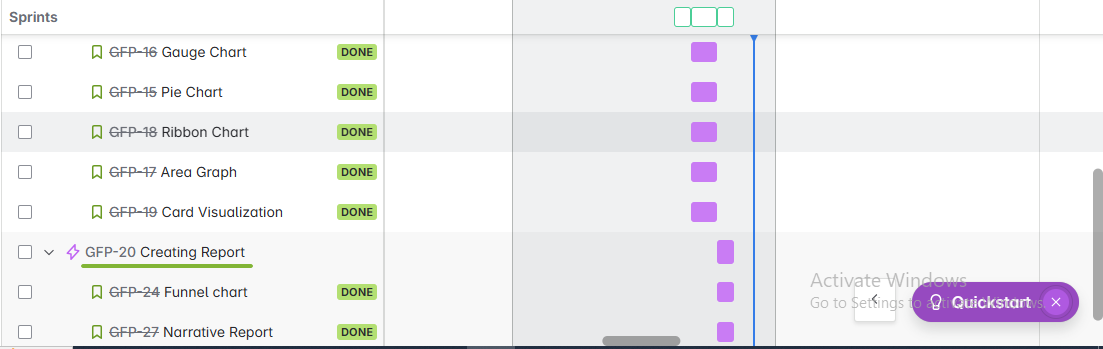 Sprints
GFP-16 Gauge Chart DONE
GFP-15 Pie Chart DONE
GFP-18 Ribbon Chart DONE
GFP-17 Area Graph DONE
GFP-19 Card Visualization DONE
GFP-20 Creating Report
GFP-24 Funnel chart DONE
GFP-27 Narrative Report DONE
Activate Windows
Go to Settings to activate Windows.
Quickstart